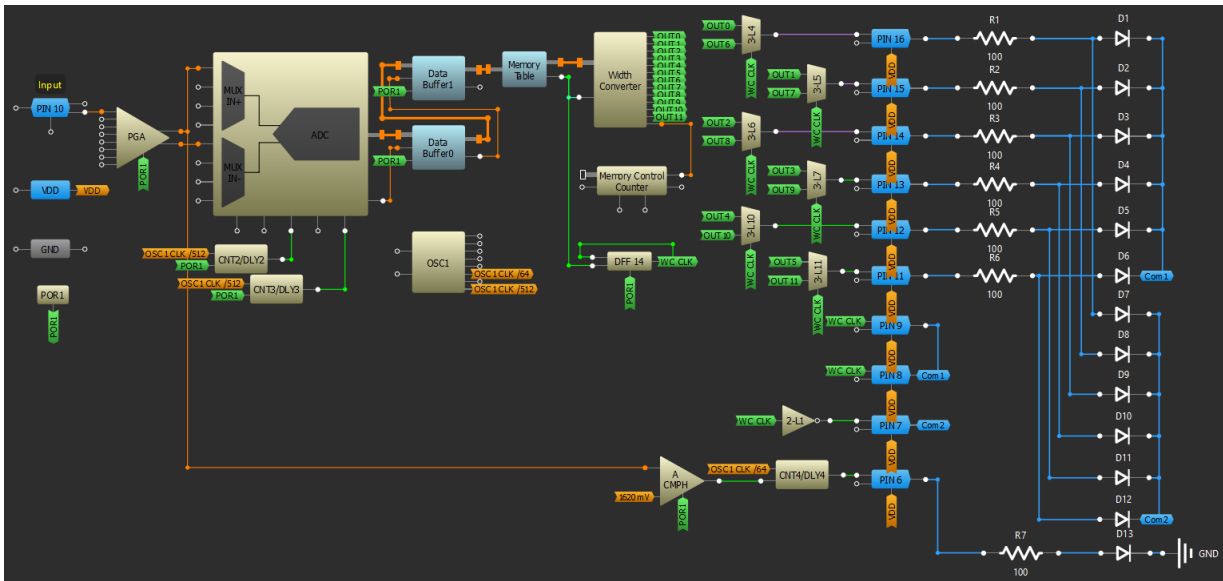 Input
PIN 10
VDD
VDD
GND
POR1
POR1
PGA
POR1
MUX
IN+
MUX
IN-
ADC
OSC1 CLK /512
POR1
CNT2/DLY2
OSC1 CLK /512
POR1
CNT3/DLY3
POR1
Data
Buffer1
POR1
Data
Buffer0
OSC1
OSC1 CLK /64
OSC1 CLK /512
Memory
Table
Width
Converter
OUT0
OUT1
OUT2
OUT3
OUT4
OUT5
OUT6
OUT7
OUT8
OUT9
OUT10
OUT11
Memory Control
Counter
DFF 14
WC CLK
POR1
OUT0
OUT6
3-L4
WC CLK
OUT1
OUT7
3-L5
WC CLK
OUT2
OUT8
3-L6
WC CLK
OUT3
OUT9
3-L7
WC CLK
OUT4
OUT10
3-L10
WC CLK
OUT5
OUT11
3-L11
WC CLK
WC CLK
WC CLK
WC CLK
2-L1
A
CMPH
1620 mV
POR1
OSC1 CLK /64
CNT4/DLY4
PIN 16
VDD
PIN 15
VDD
PIN 14
VDD
PIN 13
VDD
PIN 12
VDD
PIN 11
VDD
PIN 9
VDD
PIN 8
Com1
VDD
PIN 7
Com2
VDD
PIN 6
VDD
R1
100
R2
100
R3
100
R4
100
R5
100
R6
100
R7
100
D1
D2
D3
D4
D5
D6
Com1
D7
D8
D9
D10
D11
D12
Com2
D13
GND